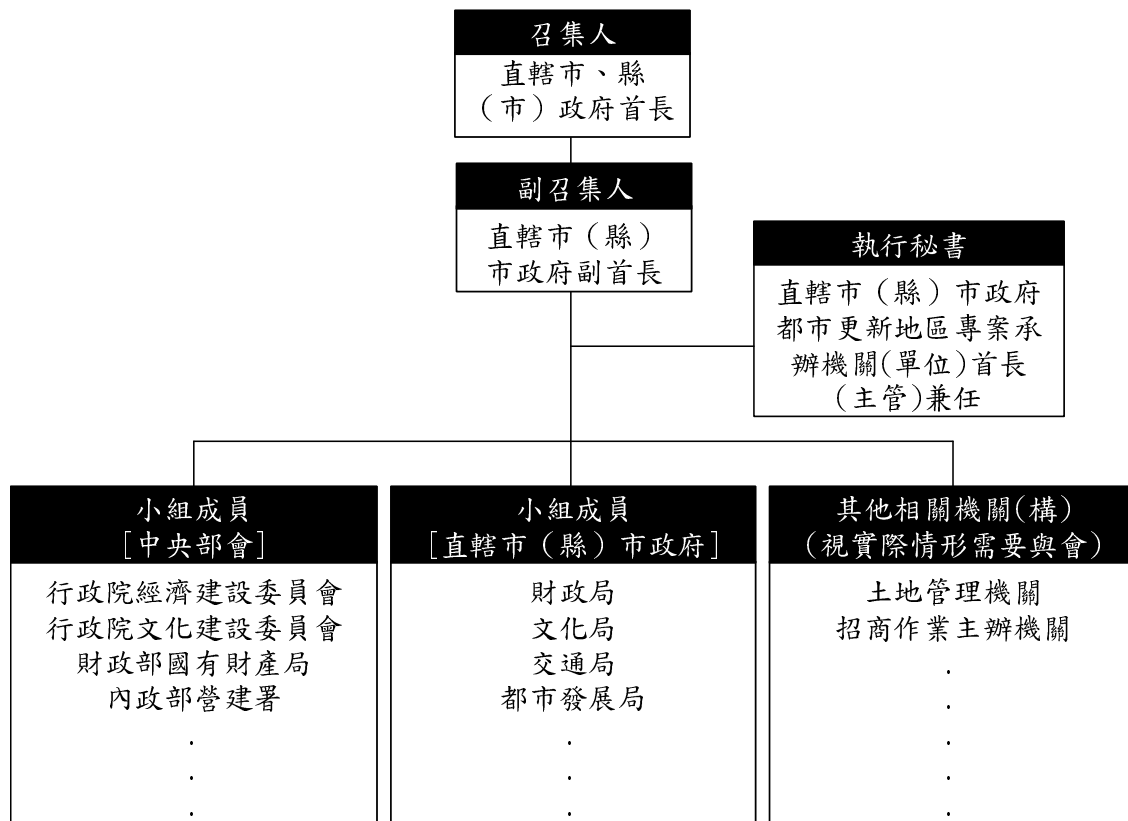 召集人
直轄市、縣
（市）政府首長
副召集人
直轄市（縣）
市政府副首長
執行秘書
直轄市（縣）市政府
都市更新地區專案承
辦機關(單位)首長
(主管)兼任
小組成員
[中央部會]
行政院經濟建設委員會
行政院文化建設委員會
財政部國有財產局
內政部營建署
.
.
.
小組成員
[直轄市（縣）市政府]
財政局
文化局
交通局
都市發展局
.
.
.
其他相關機關(構)
(視實際情形需要與會)
土地管理機關
招商作業主辦機關
.
.
.
.
.